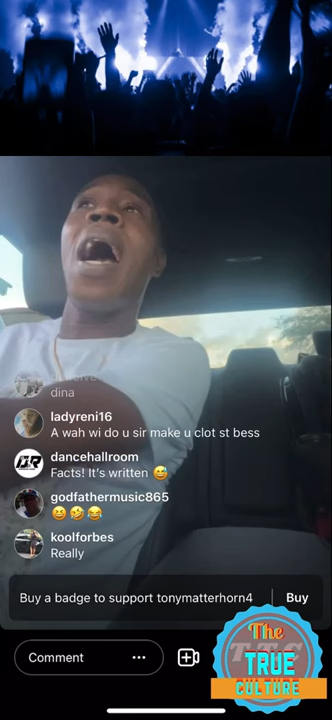 dina
ladyreni16
A wah wi do u sir make u clot st bess
dancehallroom
Facts! It's written 😅
godfathermusic865
😆🤣😂
koolforbes
Really
Buy a badge to support tonymatterhorn4 Buy
Comment
The
TRUE
CULTURE